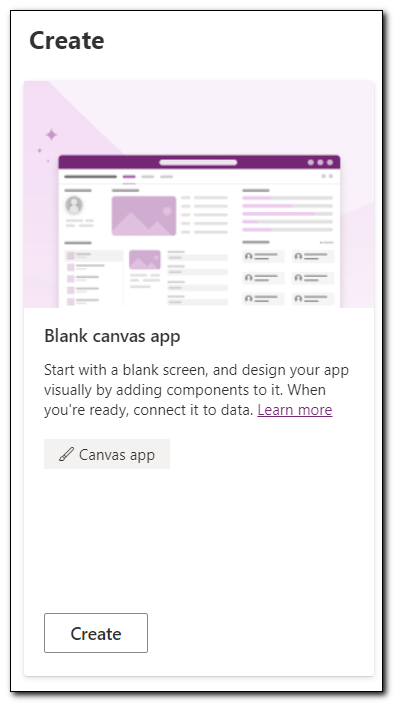 Create
Blank canvas app
Start with a blank screen, and design your app
visually by adding components to it. When
you're ready, connect it to data. Learn more
Canvas app
Create